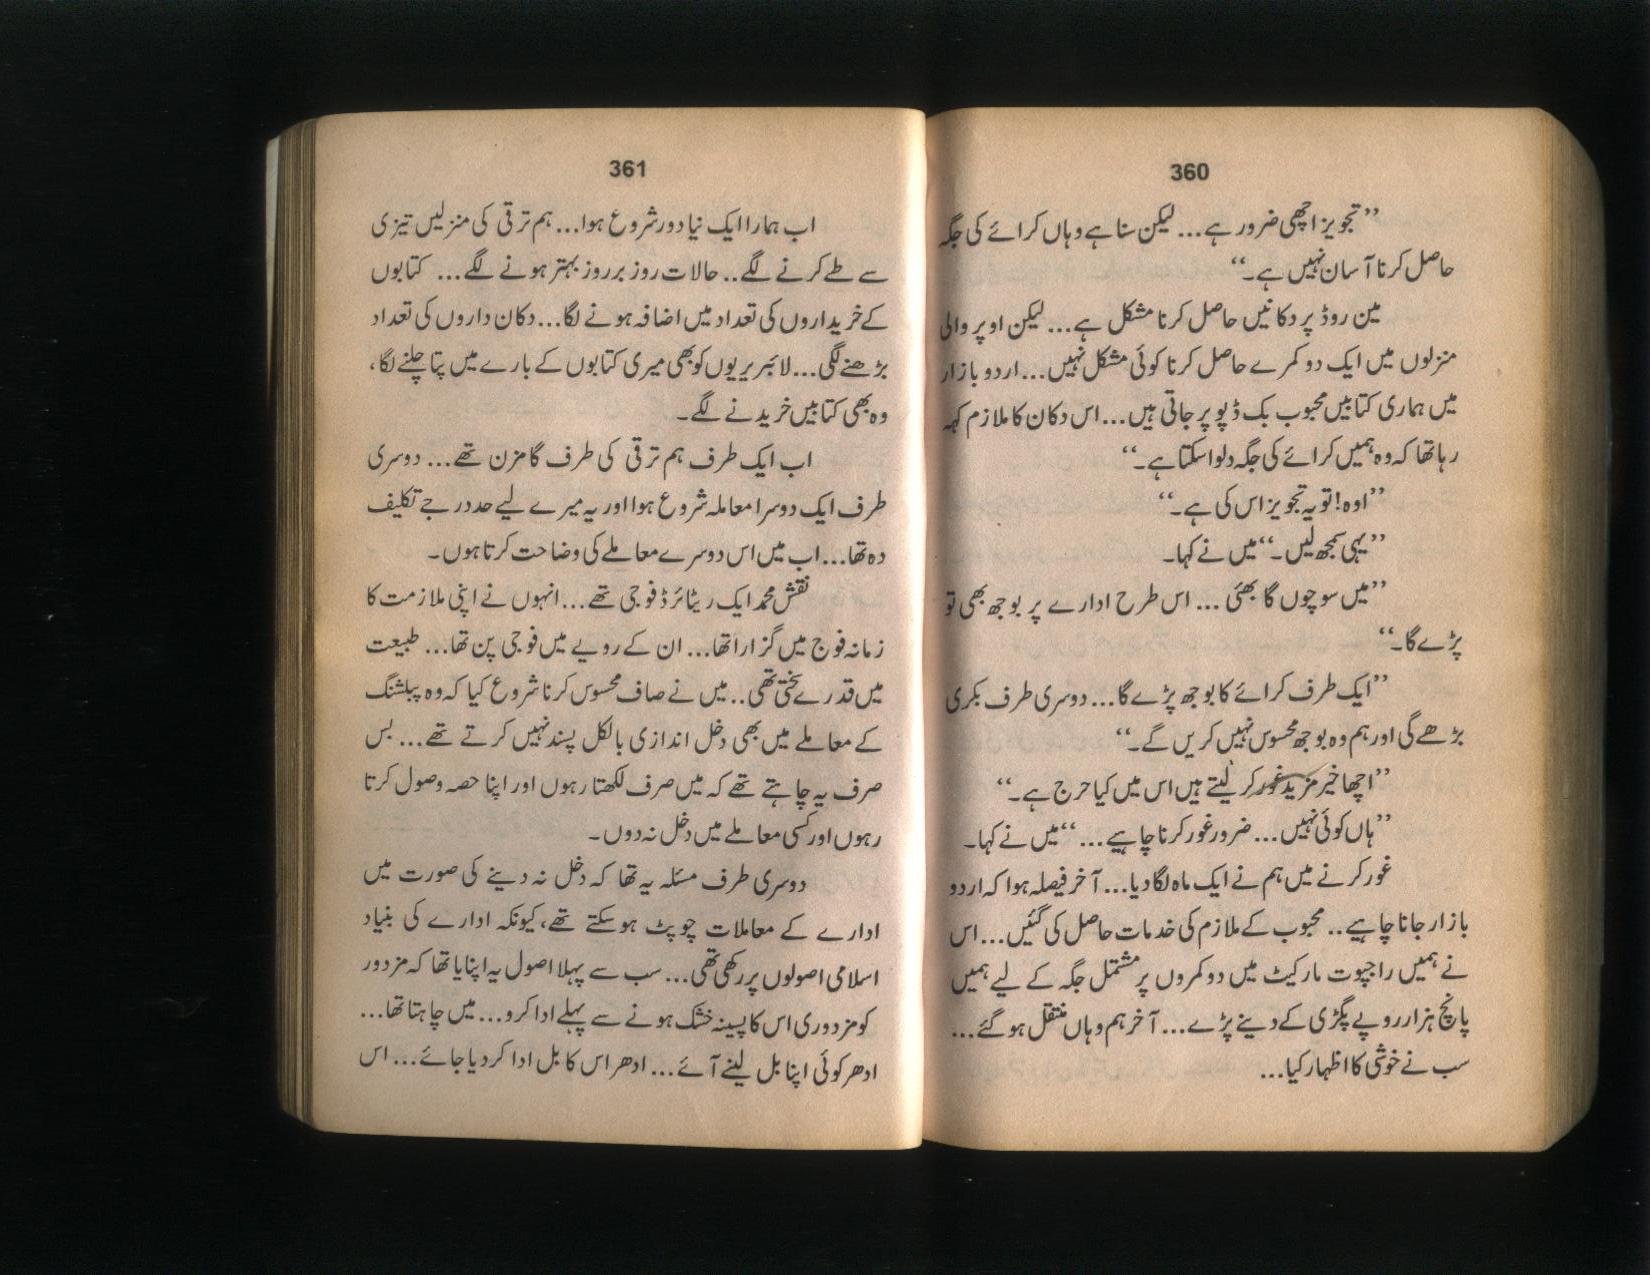 360
”تجویز اچھی ضرور ہے... لیکن سنا ہے وہاں کرائے کی جگہ
حاصل کرنا آسان نہیں ہے۔“
مین روڈ پر دکانیں حاصل کرنا مشکل ہے... لیکن اوپر والی
منزلوں میں ایک دو کمرے حاصل کرنا کوئی مشکل نہیں... اردو بازار
میں ہماری کتابیں محبوب بک ڈپو پر جاتی ہیں... اس دکان کا ملازم کہہ
رہا تھا کہ وہ ہمیں کرائے کی جگہ دلوا سکتا ہے۔“
”اوہ! تو یہ تجویز اس کی ہے۔“
”یہی سمجھ لیں۔“ میں نے کہا۔
”میں سوچوں گا بھئی... اس طرح ادارے پر بوجھ بھی تو
پڑے گا۔“
”ایک طرف کرائے کا بوجھ پڑے گا... دوسری طرف بکری
بڑھے گی اور ہم وہ بوجھ محسوس نہیں کریں گے۔“
”اچھا خیر مزید غور کر لیتے ہیں اس میں کیا حرج ہے۔“
”ہاں کوئی نہیں... ضرور غور کرنا چاہیے...“ میں نے کہا۔
غور کرنے میں ہم نے ایک ماہ لگا دیا... آخر فیصلہ ہوا کہ اردو
بازار جانا چاہیے.. محبوب کے ملازم کی خدمات حاصل کی گئیں... اس
نے ہمیں راجپوت مارکیٹ میں دو کمروں پر مشتمل جگہ کے لیے ہمیں
پانچ ہزار روپے پگڑی کے دینے پڑے... آخر ہم وہاں منتقل ہو گئے...
سب نے خوشی کا اظہار کیا...
361
اب ہمارا ایک نیا دور شروع ہوا... ہم ترقی کی منزلیں تیزی
سے طے کرنے لگے.. حالات روز بروز بہتر ہونے لگے... کتابوں
کے خریداروں کی تعداد میں اضافہ ہونے لگا... دکان داروں کی تعداد
بڑھنے لگی... لائبریریوں کو بھی میری کتابوں کے بارے میں پتا چلنے لگا،
وہ بھی کتابیں خریدنے لگے۔
اب ایک طرف ہم ترقی کی طرف گامزن تھے... دوسری
طرف ایک دوسرا معاملہ شروع ہوا اور یہ میرے لیے حد درجے تکلیف
دہ تھا... اب میں اس دوسرے معاملے کی وضاحت کرتا ہوں۔
نقش محمد ایک ریٹائرڈ فوجی تھے... انہوں نے اپنی ملازمت کا
زمانہ فوج میں گزارا تھا... ان کے رویے میں فوجی پن تھا... طبیعت
میں قدرے سختی تھی.. میں نے صاف محسوس کرنا شروع کیا کہ وہ پبلشنگ
کے معاملے میں بھی دخل اندازی بالکل پسند نہیں کرتے تھے... بس
صرف یہ چاہتے تھے کہ میں صرف لکھتا رہوں اور اپنا حصہ وصول کرتا
رہوں اور کسی معاملے میں دخل نہ دوں۔
دوسری طرف مسئلہ یہ تھا کہ دخل نہ دینے کی صورت میں
ادارے کے معاملات چوپٹ ہو سکتے تھے، کیونکہ ادارے کی بنیاد
اسلامی اصولوں پر رکھی تھی... سب سے پہلا اصول یہ اپنایا تھا کہ مزدور
کو مزدوری اس کا پسینہ خشک ہونے سے پہلے ادا کرو... میں چاہتا تھا...
ادھر کوئی اپنا بل لینے آئے... ادھر اس کا بل ادا کر دیا جائے... اس